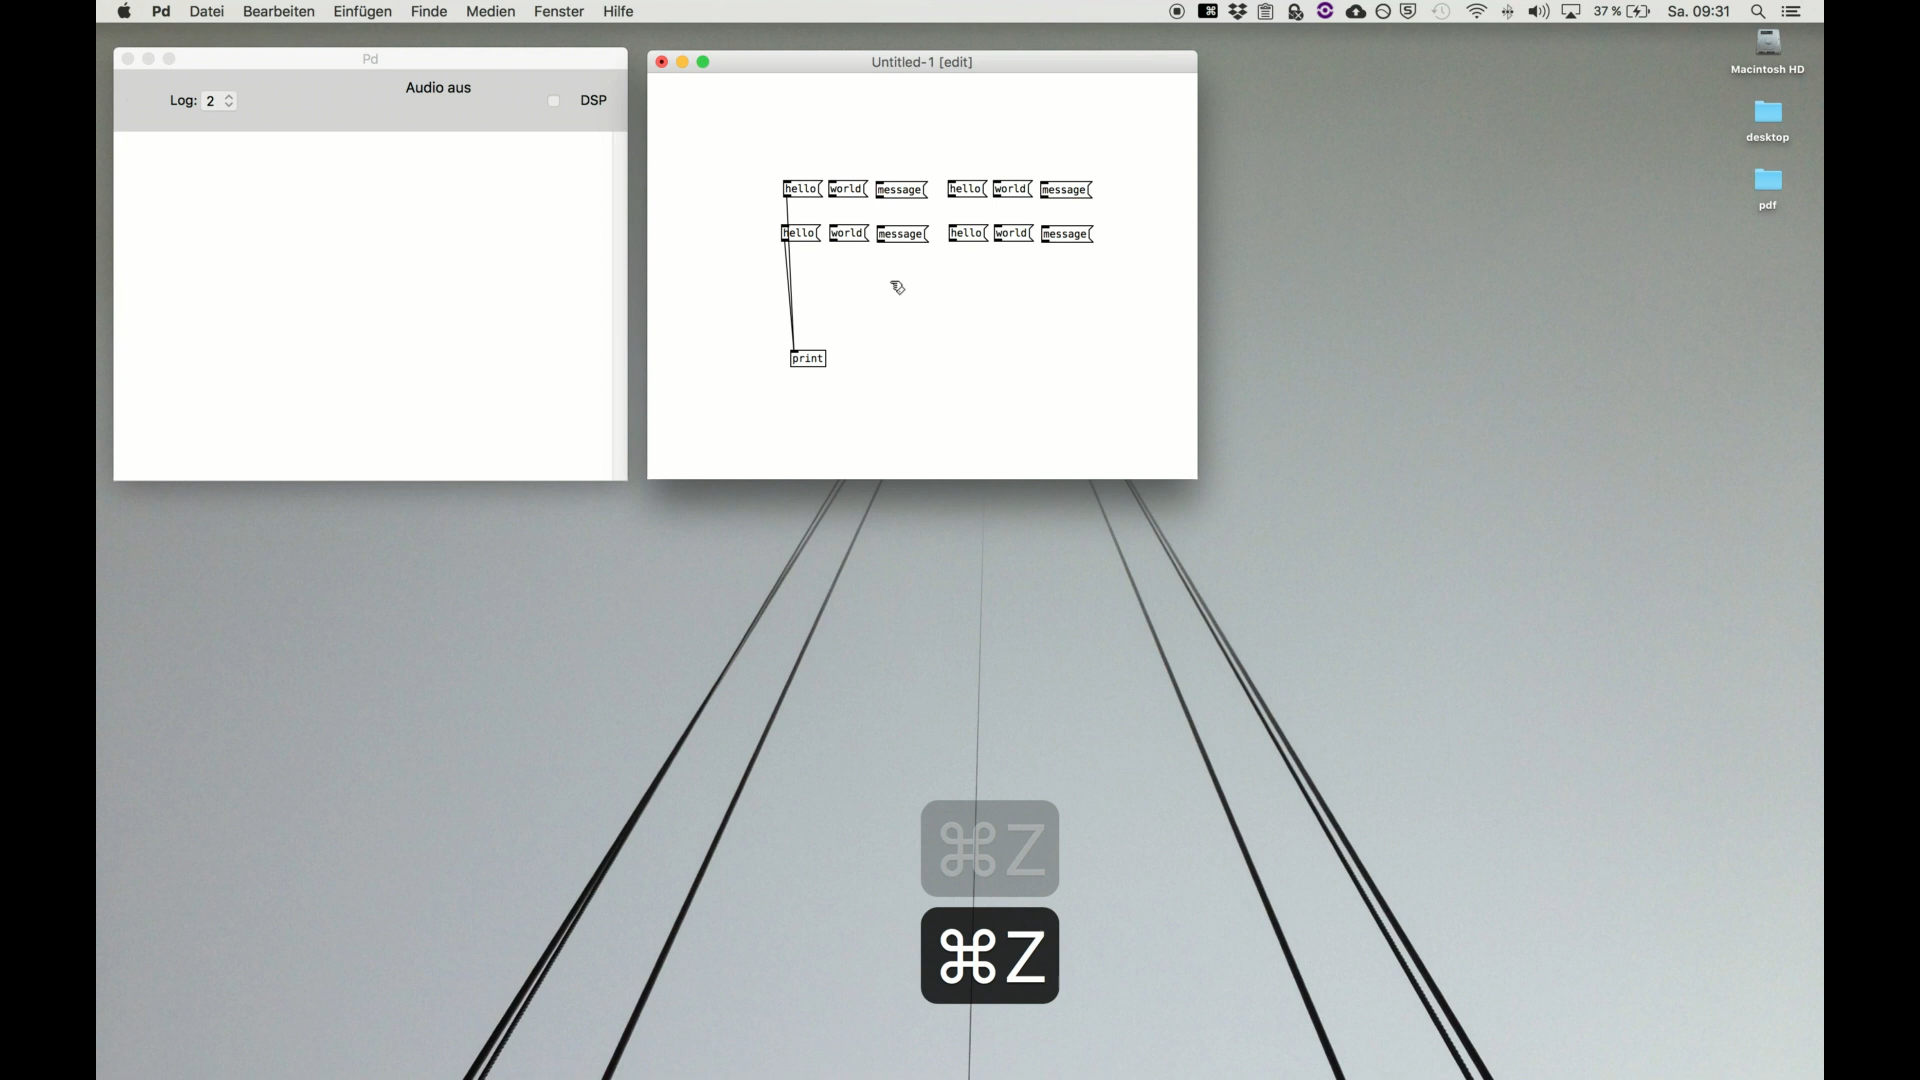 Pd Datei Bearbeiten Einfügen Finde Medien Fenster Hilfe 37 % Sa. 09:31
Macintosh HD
desktop
pdf
Pd
Log: 2 Audio aus DSP
Untitled-1 [edit]
hello world message hello world message
hello world message hello world message
print
⌘Z
⌘Z